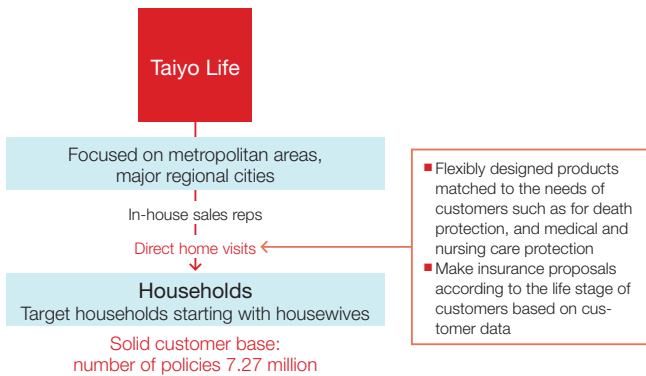 Taiyo Life
Focused on metropolitan areas,
major regional cities
In-house sales reps
Direct home visits
Households
Target households starting with housewives
Solid customer base:
number of policies 7.27 million
■ Flexibly designed products
matched to the needs of
customers such as for death
protection, and medical and
nursing care protection
■ Make insurance proposals
according to the life stage of
customers based on cus-
tomer data